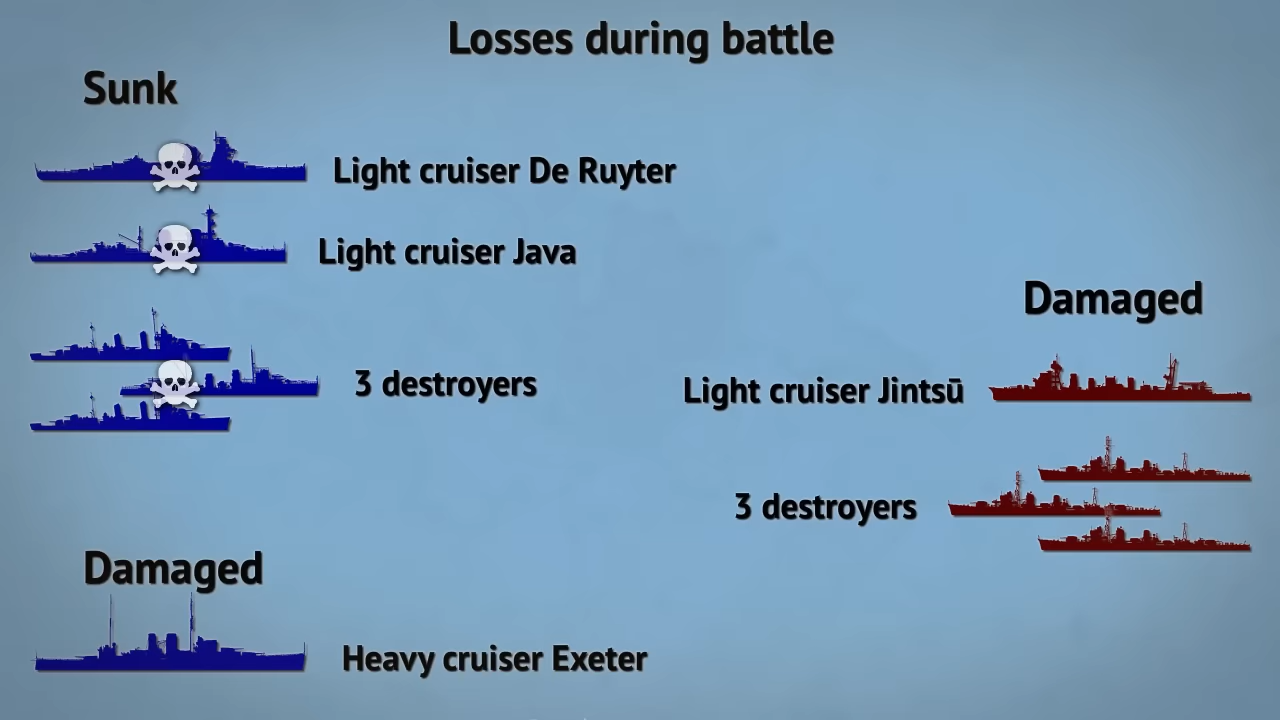 Losses during battle
Sunk
Light cruiser De Ruyter
Light cruiser Java
3 destroyers
Damaged
Heavy cruiser Exeter
Damaged
Light cruiser Jintsū
3 destroyers